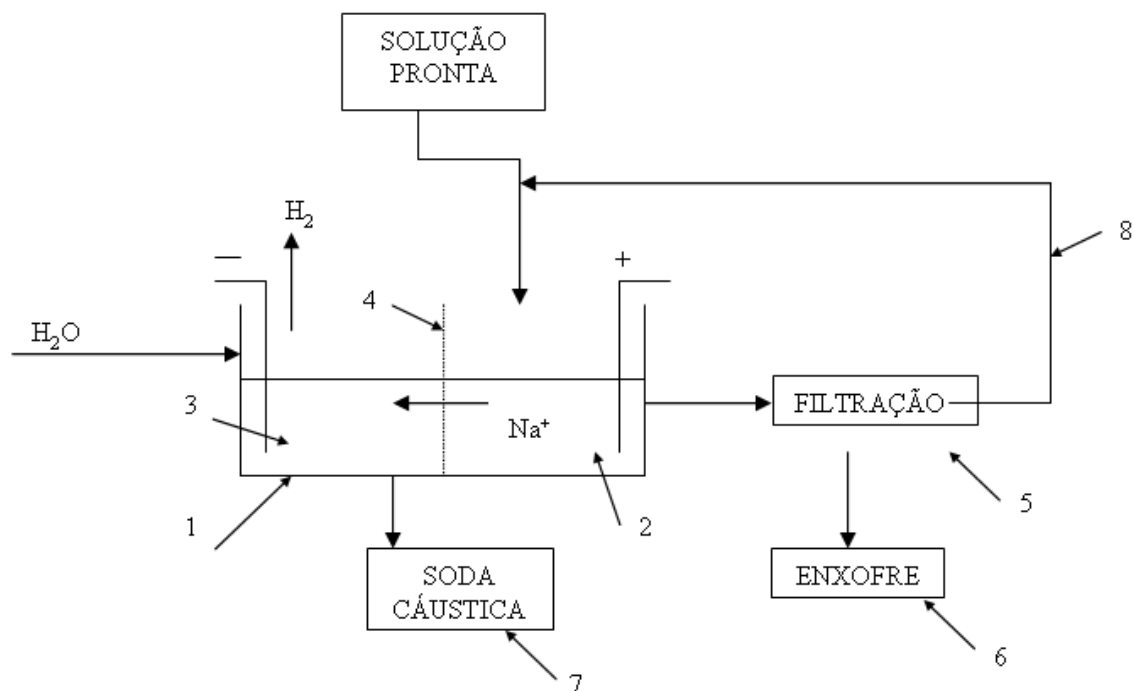 SOLUÇÃO
PRONTA
H₂
8
—
+
4
H₂O
3
Na⁺
FILTRAÇÃO
1
2
5
SODA
CÁUSTICA
ENXOFRE
7
6